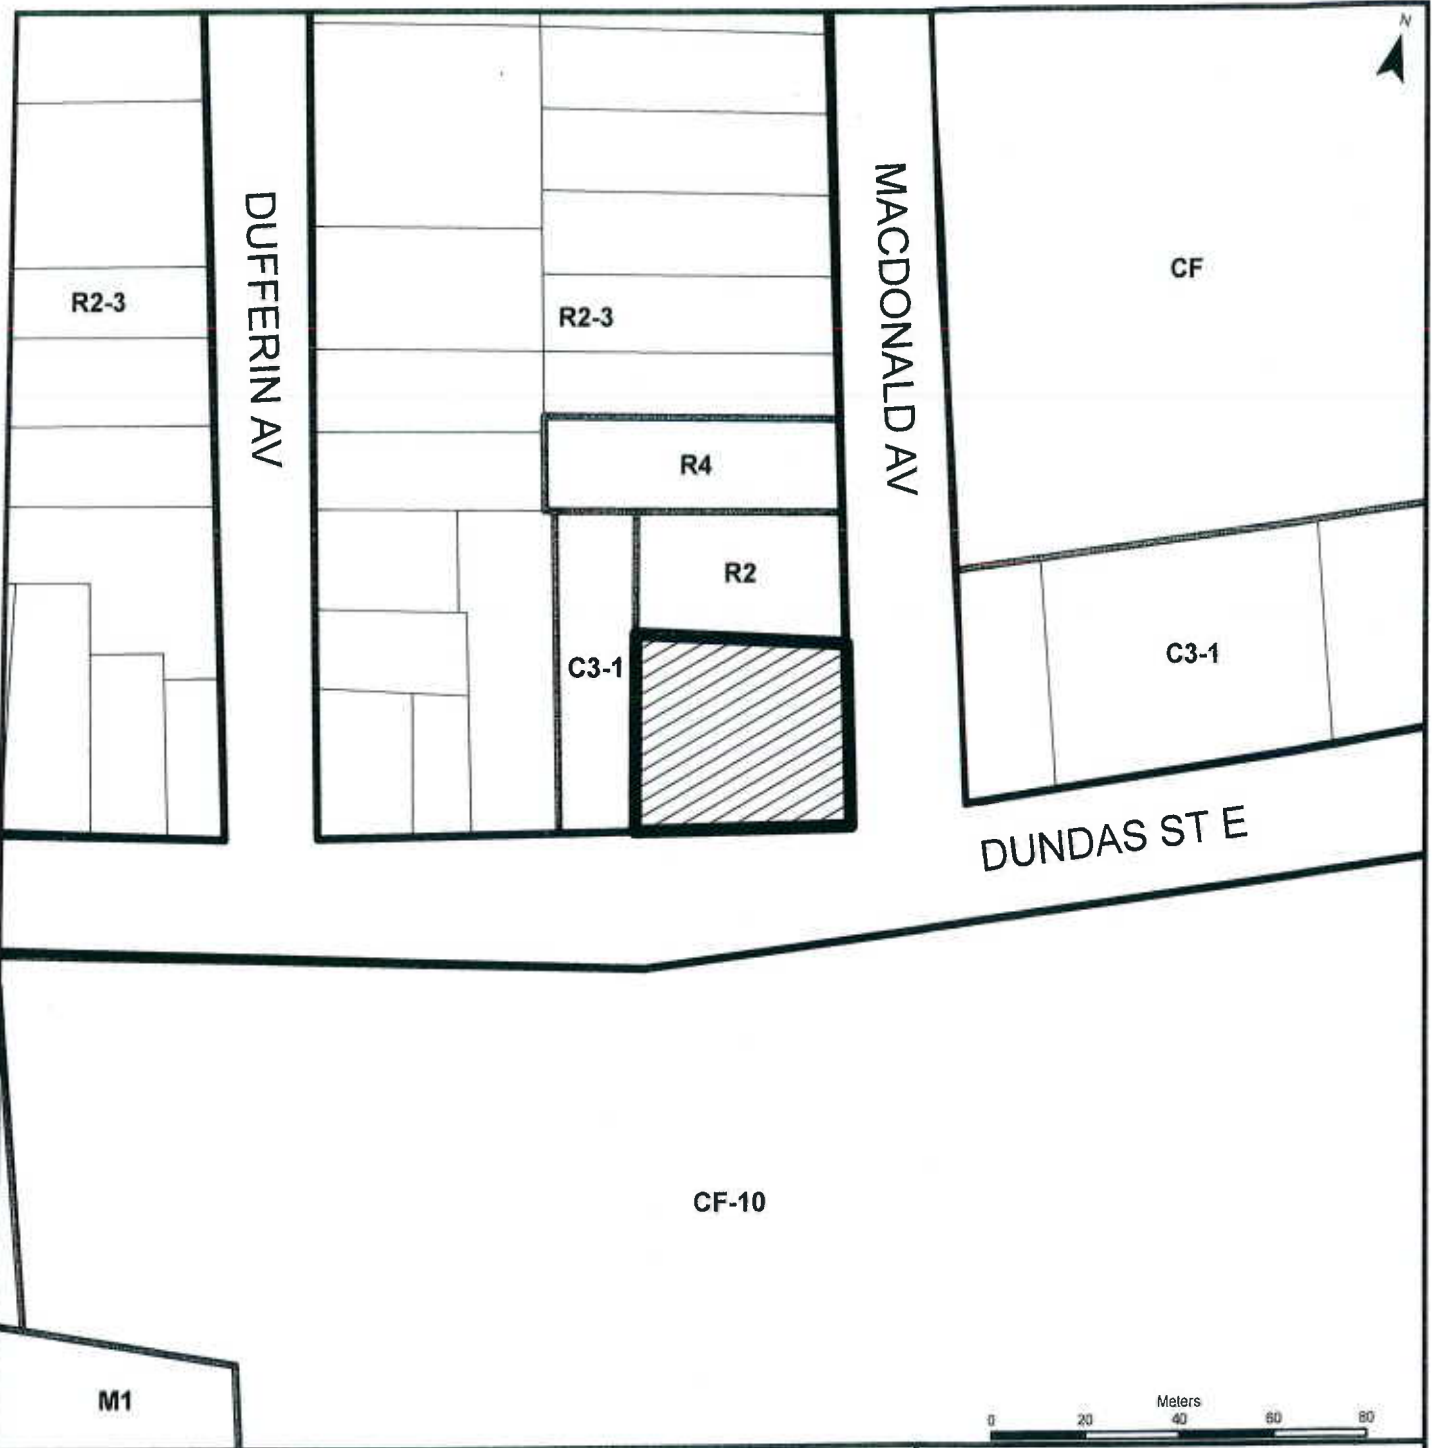 N
DUFFERIN AV
MACDONALD AV
CF
R2-3
R2-3
R4
R2
C3-1
C3-1
DUNDAS ST E
CF-10
M1
Meters
0 20 40 60 80